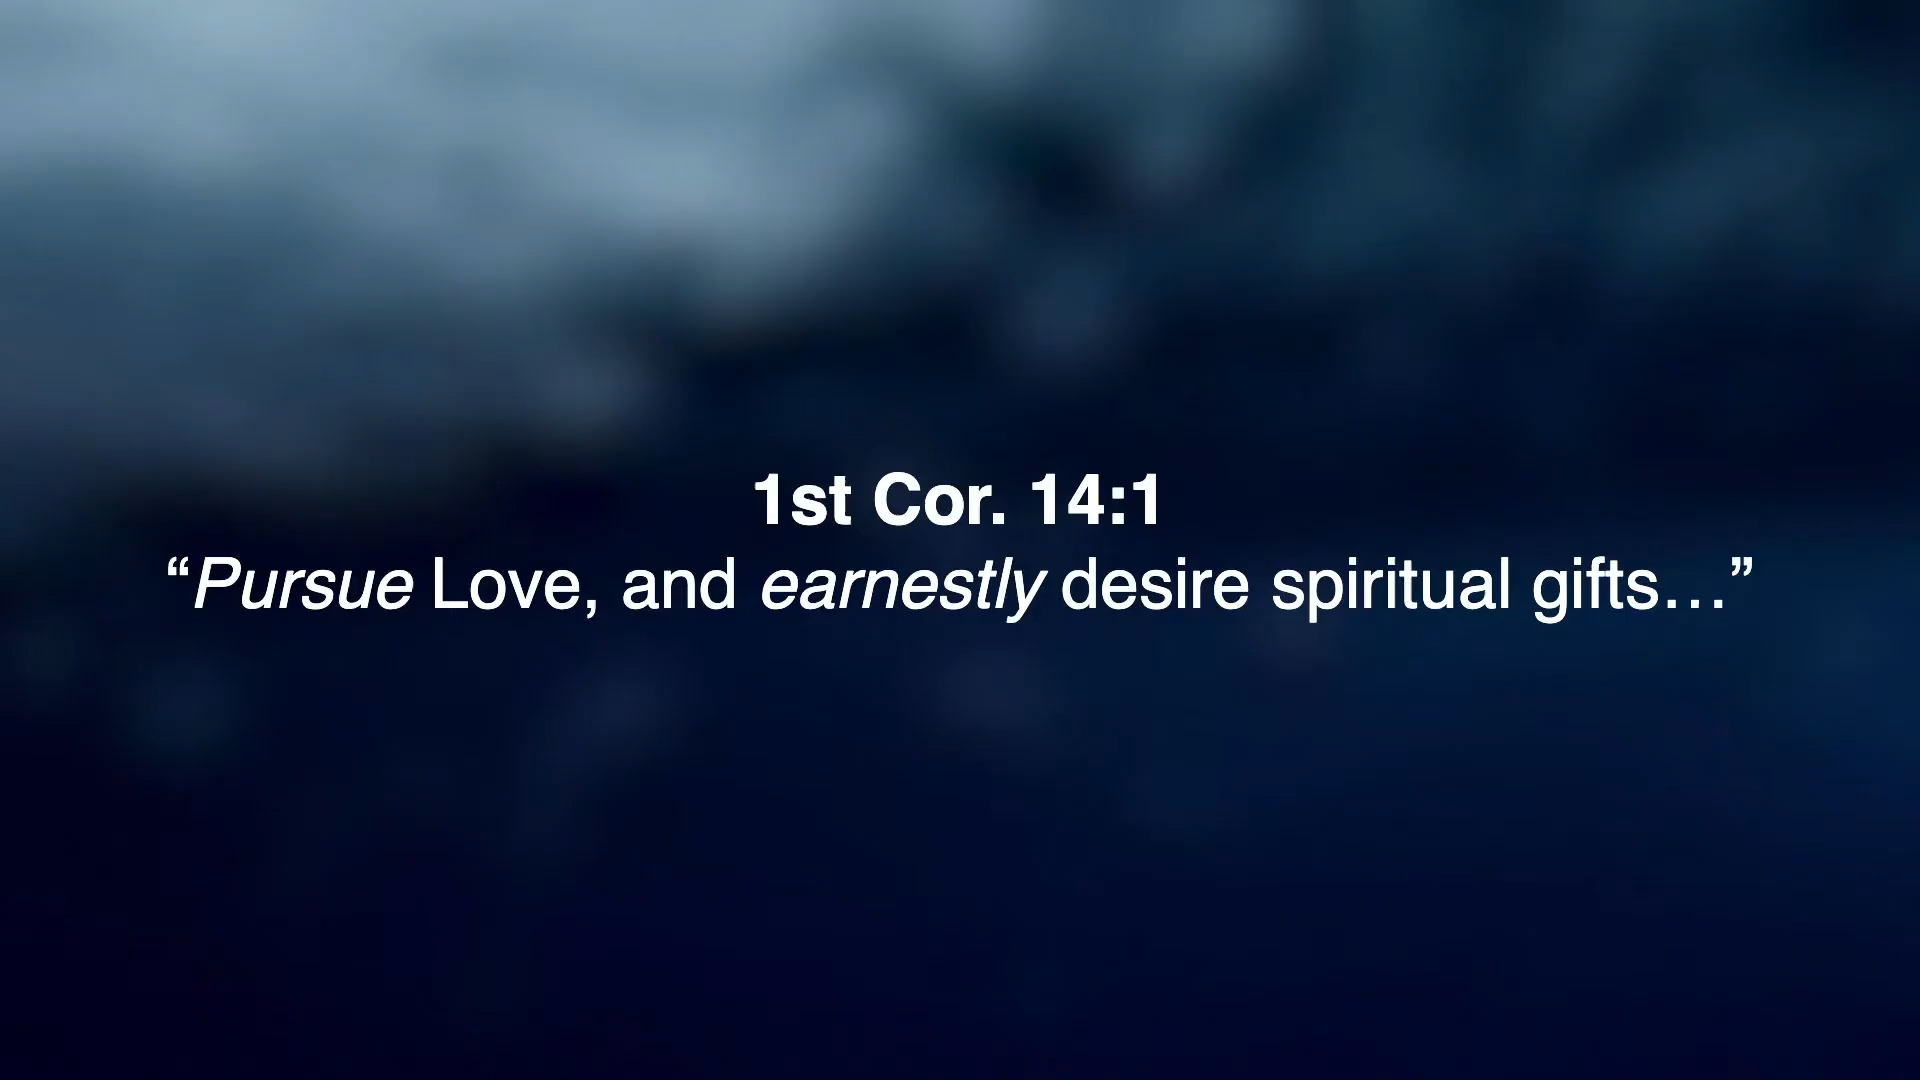 1st Cor. 14:1
“Pursue Love, and earnestly desire spiritual gifts…”